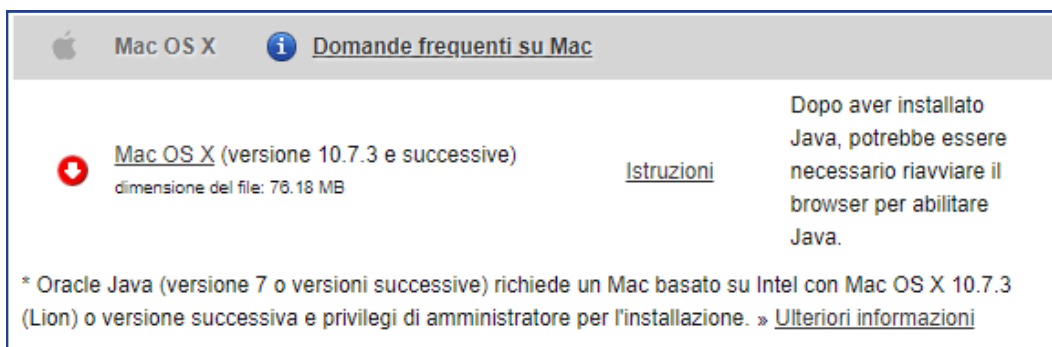 Mac OS X Domande frequenti su Mac
Mac OS X (versione 10.7.3 e successive)
dimensione del file: 76.18 MB
Istruzioni
Dopo aver installato
Java, potrebbe essere
necessario riavviare il
browser per abilitare
Java.
* Oracle Java (versione 7 o versioni successive) richiede un Mac basato su Intel con Mac OS X 10.7.3
(Lion) o versione successiva e privilegi di amministratore per l'installazione. » Ulteriori informazioni